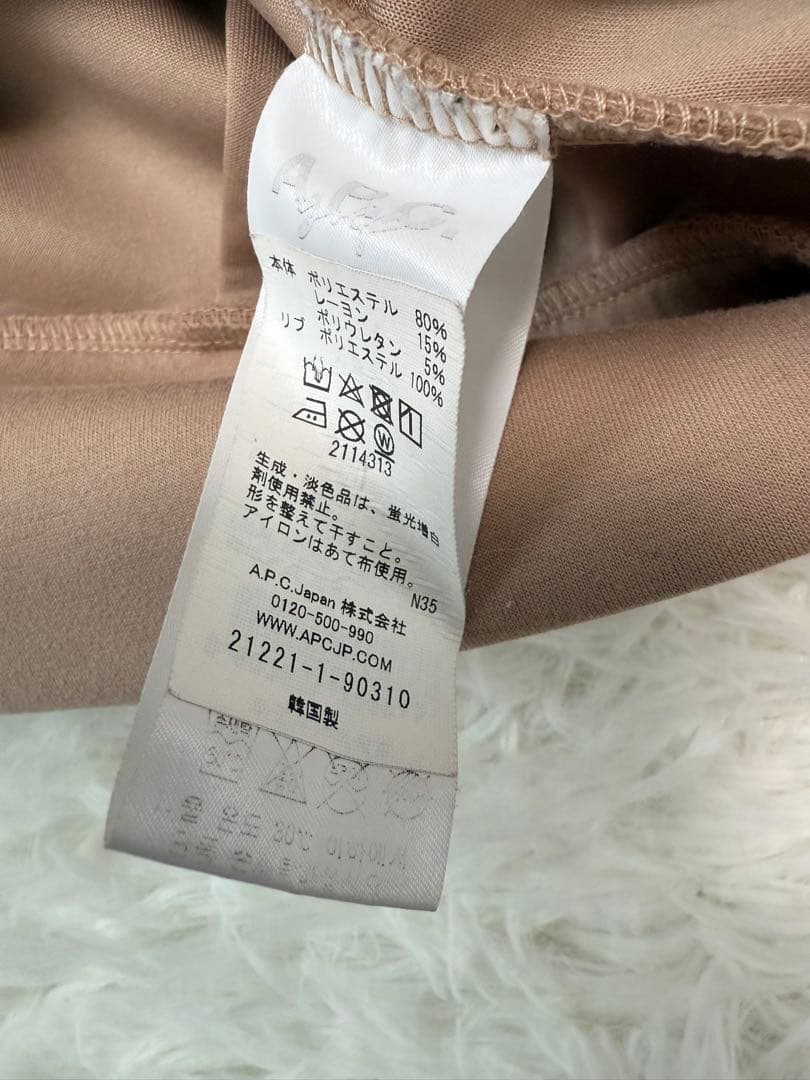 A.P.C.
本体 ポリエステル 80%
レーヨン 15%
ポリウレタン 5%
リブ ポリエステル 100%
W
2114313
生成・淡色品は、蛍光増白
剤使用禁止。
形を整えて干すこと。
アイロンはあて布使用。
N35
A.P.C.Japan 株式会社
0120-500-990
WWW.APCJP.COM
21221-1-90310
韓国製
30℃